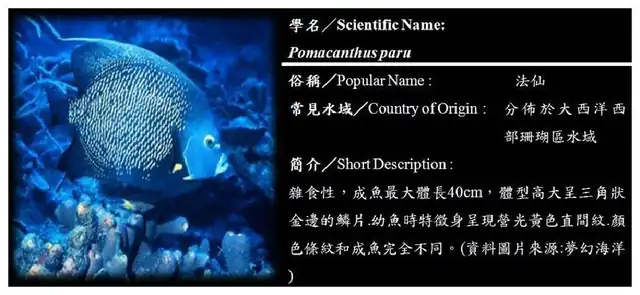 學名／Scientific Name:
Pomacanthus paru
俗稱／Popular Name : 法仙
常見水域／Country of Origin : 分佈於大西洋西
部珊瑚區水域
簡介／Short Description :
雜食性，成魚最大體長40cm，體型高大呈三角狀
金邊的鱗片.幼魚時特徵身呈現螢光黃色直間紋.顏
色條紋和成魚完全不同。(資料圖片來源:夢幻海洋
)